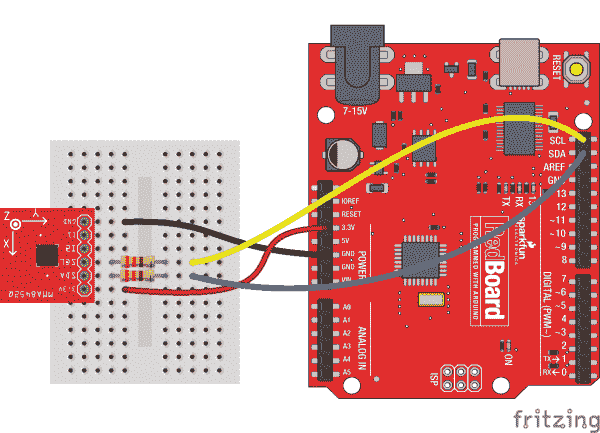 7-15V
RESET
SCL
SDA
AREF
GND
13
12
~11
~10
~9
8
7
~6
~5
4
~3
2
TX→1
RX←0
DIGITAL (PWM~)
IOREF
RESET
3.3V
5V
GND
GND
VIN
POWER
A0
A1
A2
A3
A4
A5
ANALOG IN
TX
RX
sparkfun
RedBoard
PROGRAMMED WITH ARDUINO
ON
ISP
Z
Y
X
GND
I1
I2
SCL
SDA
3.3V
MMA8452Q
fritzing